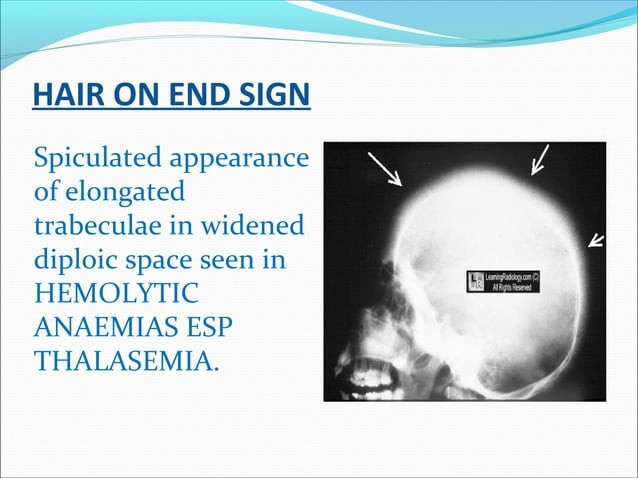 HAIR ON END SIGN
Spiculated appearance
of elongated
trabeculae in widened
diploic space seen in
HEMOLYTIC
ANAEMIAS ESP
THALASEMIA.
LearningRadiology.com (C)
All Rights Reserved